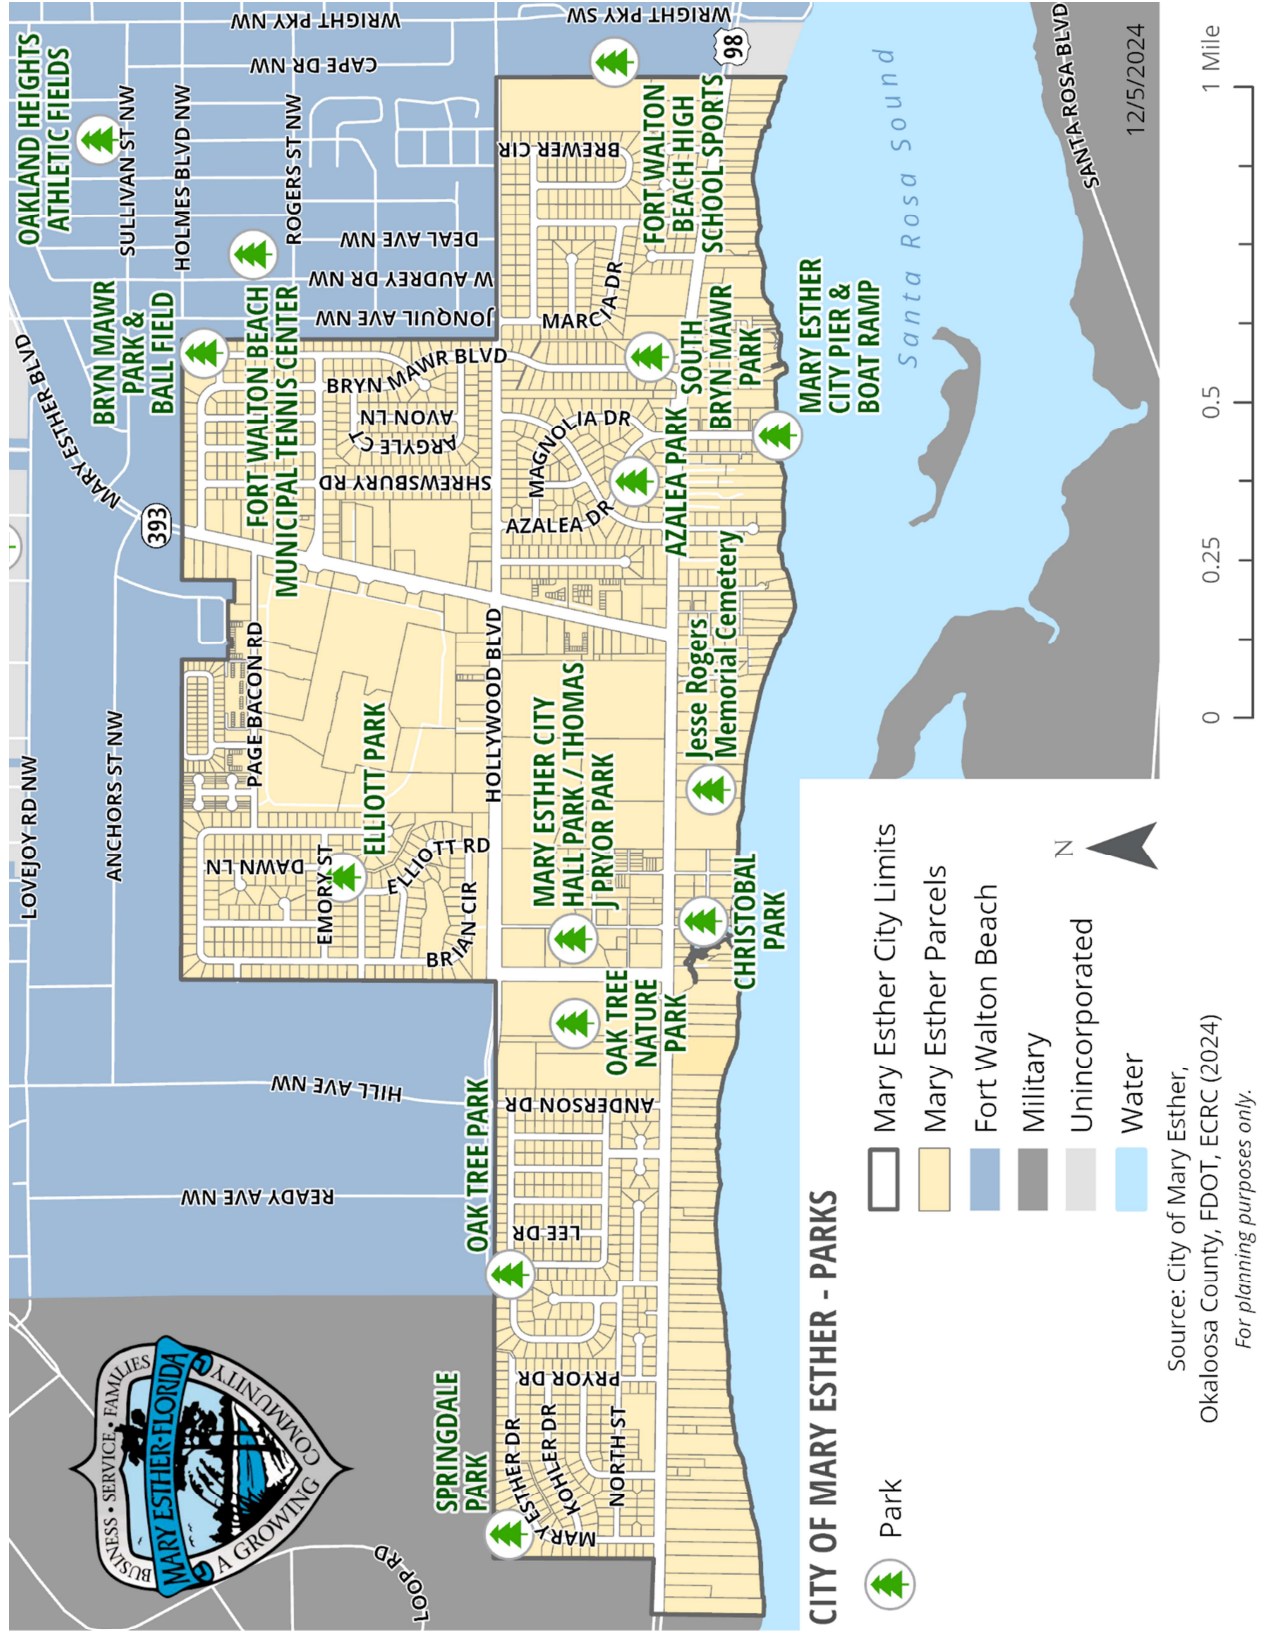 BUSINESS • SERVICE • FAMILIES
MARY ESTHER-FLORIDA
A GROWING COMMUNITY
LOVEJOY RD NW
ANCHORS ST NW
MARY ESTHER BLVD
393
OAKLAND HEIGHTS
ATHLETIC FIELDS
SULLIVAN ST NW
HOLMES BLVD NW
ROGERS ST NW
WRIGHT PKY NW
CAPE DR NW
WRIGHT PKY SW
98
DEAL AVE NW
W AUDREY DR NW
JONQUIL AVE NW
BRYN MAWR
PARK &
BALL FIELD
FORT WALTON BEACH
MUNICIPAL TENNIS CENTER
BRYN MAWR BLVD
AVON LN
ARGYLE CT
SHREWSBURY RD
PAGE BACON RD
ELLIOTT PARK
DAWN LN
EMORY ST
ELLIOTT RD
BRIAN CIR
HILL AVE NW
READY AVE NW
LOOP RD
HOLLYWOOD BLVD
SPRINGDALE
PARK
OAK TREE PARK
MARY ESTHER DR
KOHLER DR
NORTH ST
PRYOR DR
LEE DR
ANDERSON DR
OAK TREE
NATURE
PARK
MARY ESTHER CITY
HALL PARK / THOMAS
J PRYOR PARK
CHRISTOBAL
PARK
Jesse Rogers
Memorial Cemetery
AZALEA DR
MAGNOLIA DR
AZALEA PARK
SOUTH
BRYN MAWR
PARK
MARCIA DR
BREWER CIR
FORT WALTON
BEACH HIGH
SCHOOL SPORTS
MARY ESTHER
CITY PIER &
BOAT RAMP
Santa Rosa Sound
SANTA ROSA BLVD
12/5/2024
0
0.25
0.5
1 Mile
CITY OF MARY ESTHER - PARKS
Park
Mary Esther City Limits
Mary Esther Parcels
Fort Walton Beach
Military
Unincorporated
Water
N
Source: City of Mary Esther,
Okaloosa County, FDOT, ECRC (2024)
For planning purposes only.